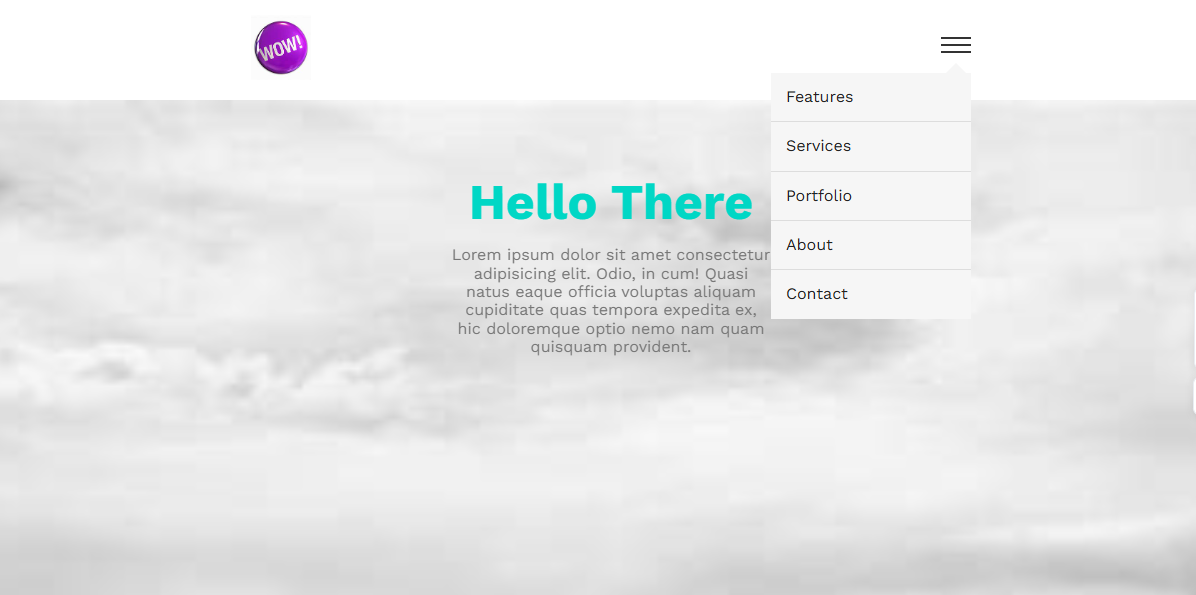 WOW!
Features
Services
Portfolio
About
Contact
Hello There
Lorem ipsum dolor sit amet consectetur
adipisicing elit. Odio, in cum! Quasi
natus eaque officia voluptas aliquam
cupiditate quas tempora expedita ex,
hic doloremque optio nemo nam quam
quisquam provident.